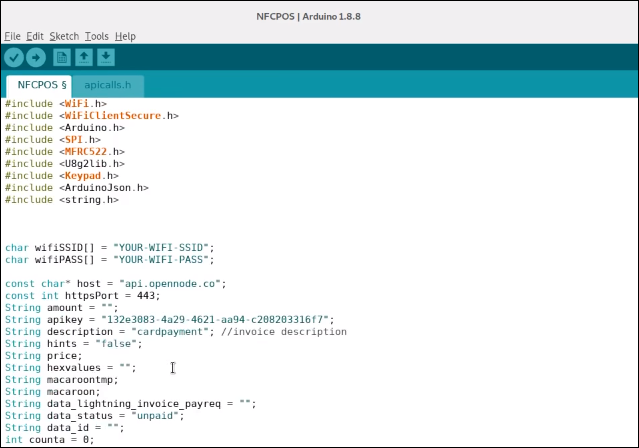 NFCPOS | Arduino 1.8.8
File Edit Sketch Tools Help
NFCPOS § apicalls.h
#include <WiFi.h>
#include <WiFiClientSecure.h>
#include <Arduino.h>
#include <SPI.h>
#include <MFRC522.h>
#include <U8g2lib.h>
#include <Keypad.h>
#include <ArduinoJson.h>
#include <string.h>
char wifiSSID[] = "YOUR-WIFI-SSID";
char wifiPASS[] = "YOUR-WIFI-PASS";
const char* host = "api.opennode.co";
const int httpsPort = 443;
String amount = "";
String apikey = "132e3083-4a29-4621-aa94-c208203316f7";
String description = "cardpayment"; //invoice description
String hints = "false";
String price;
String hexvalues = "";
String macaroontmp;
String macaroon;
String data_lightning_invoice_payreq = "";
String data_status = "unpaid";
String data_id = "";
int counta = 0;